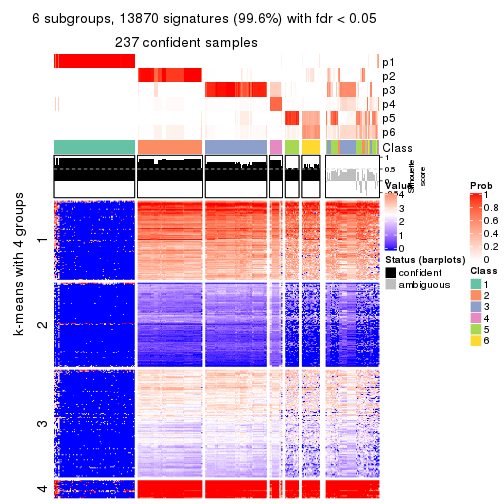 6 subgroups, 13870 signatures (99.6%) with fdr < 0.05
237 confident samples
p1
p2
p3
p4
p5
p6
Class
1
0.5
0
Silhouette
score
k-means with 4 groups
1
2
3
4
Value
4
3
2
1
0
Status (barplots)
confident
ambiguous
Prob
1
0.8
0.6
0.4
0.2
0
Class
1
2
3
4
5
6